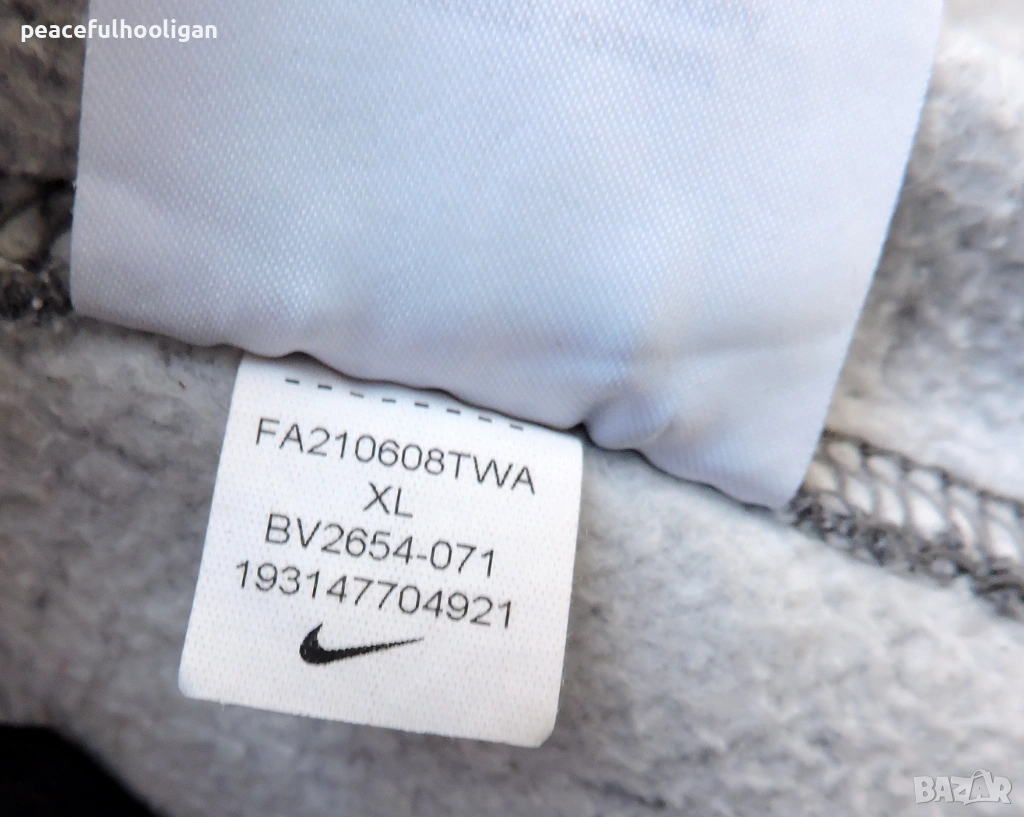 peacefulhooligan
FA210608TWA
XL
BV2654-071
193147704921
BAZAR